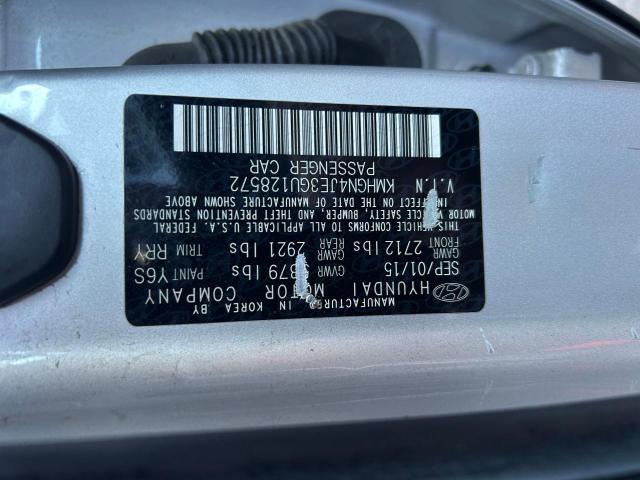 MANUFACTURED IN KOREA BY
HYUNDAI MOTOR COMPANY
SEP/01/15 GVWR 5379 lbs PAINT Y6S
FRONT GAWR 2712 lbs REAR GAWR 2921 lbs TRIM RRY
THIS VEHICLE CONFORMS TO ALL APPLICABLE U.S.A. FEDERAL
MOTOR VEHICLE SAFETY, BUMPER, AND THEFT PREVENTION STANDARDS
IN EFFECT ON THE DATE OF MANUFACTURE SHOWN ABOVE
V.I.N KMHGN4JE3GU128572
PASSENGER CAR